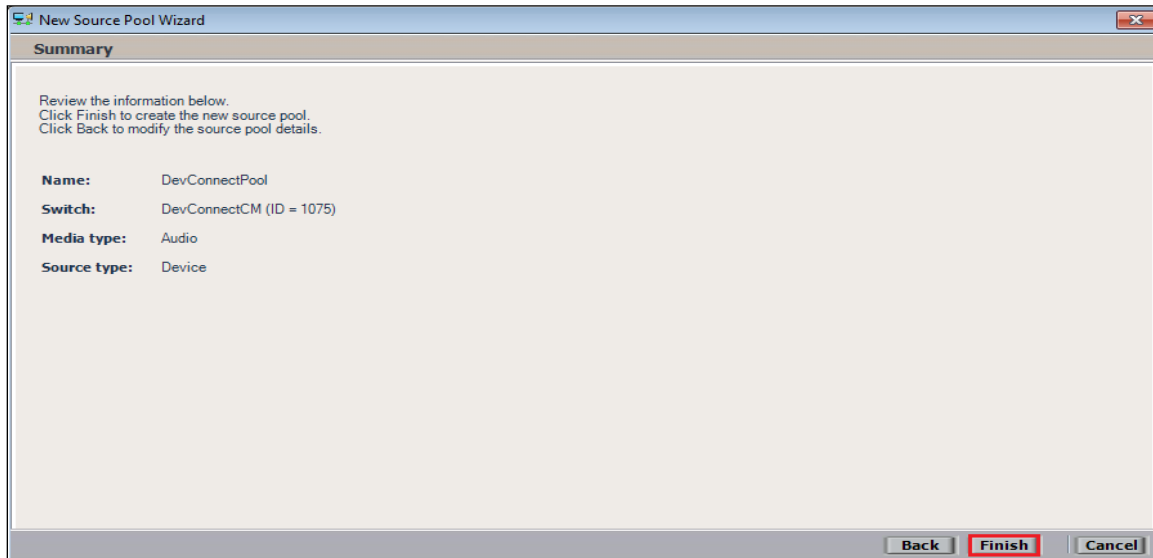 New Source Pool Wizard
Summary
Review the information below.
Click Finish to create the new source pool.
Click Back to modify the source pool details.
Name: DevConnectPool
Switch: DevConnectCM (ID = 1075)
Media type: Audio
Source type: Device
Back Finish Cancel